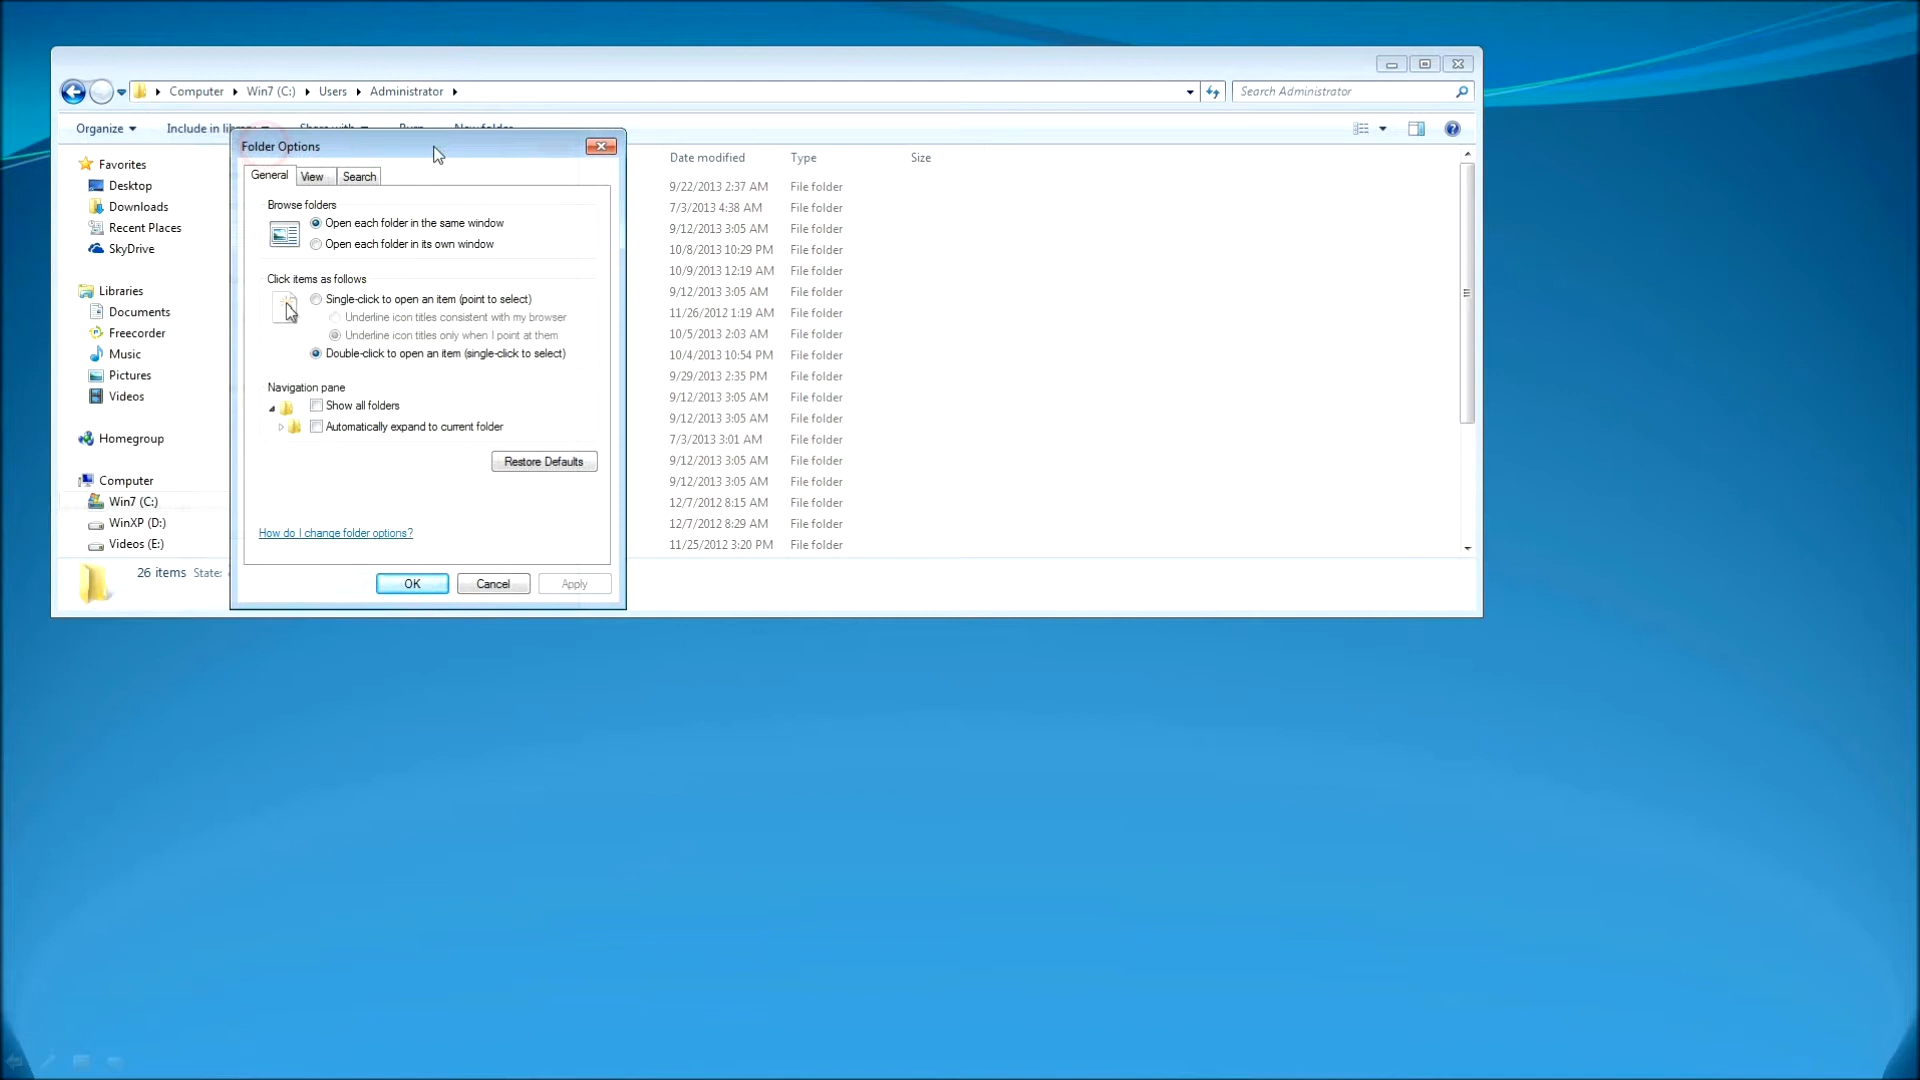 Computer Win7 (C:) Users Administrator
Search Administrator
Organize Include in library Share with Burn New folder
Folder Options
General View Search
Browse folders
Open each folder in the same window
Open each folder in its own window
Click items as follows
Single-click to open an item (point to select)
Underline icon titles consistent with my browser
Underline icon titles only when I point at them
Double-click to open an item (single-click to select)
Navigation pane
Show all folders
Automatically expand to current folder
Restore Defaults
How do I change folder options?
OK Cancel Apply
Favorites
Desktop
Downloads
Recent Places
SkyDrive
Libraries
Documents
Freecorder
Music
Pictures
Videos
Homegroup
Computer
Win7 (C:)
WinXP (D:)
Videos (E:)
26 items State:
Date modified Type Size
9/22/2013 2:37 AM File folder
7/3/2013 4:38 AM File folder
9/12/2013 3:05 AM File folder
10/8/2013 10:29 PM File folder
10/9/2013 12:19 AM File folder
9/12/2013 3:05 AM File folder
11/26/2012 1:19 AM File folder
10/5/2013 2:03 AM File folder
10/4/2013 10:54 PM File folder
9/29/2013 2:35 PM File folder
9/12/2013 3:05 AM File folder
9/12/2013 3:05 AM File folder
7/3/2013 3:01 AM File folder
9/12/2013 3:05 AM File folder
9/12/2013 3:05 AM File folder
12/7/2012 8:15 AM File folder
12/7/2012 8:29 AM File folder
11/25/2012 3:20 PM File folder